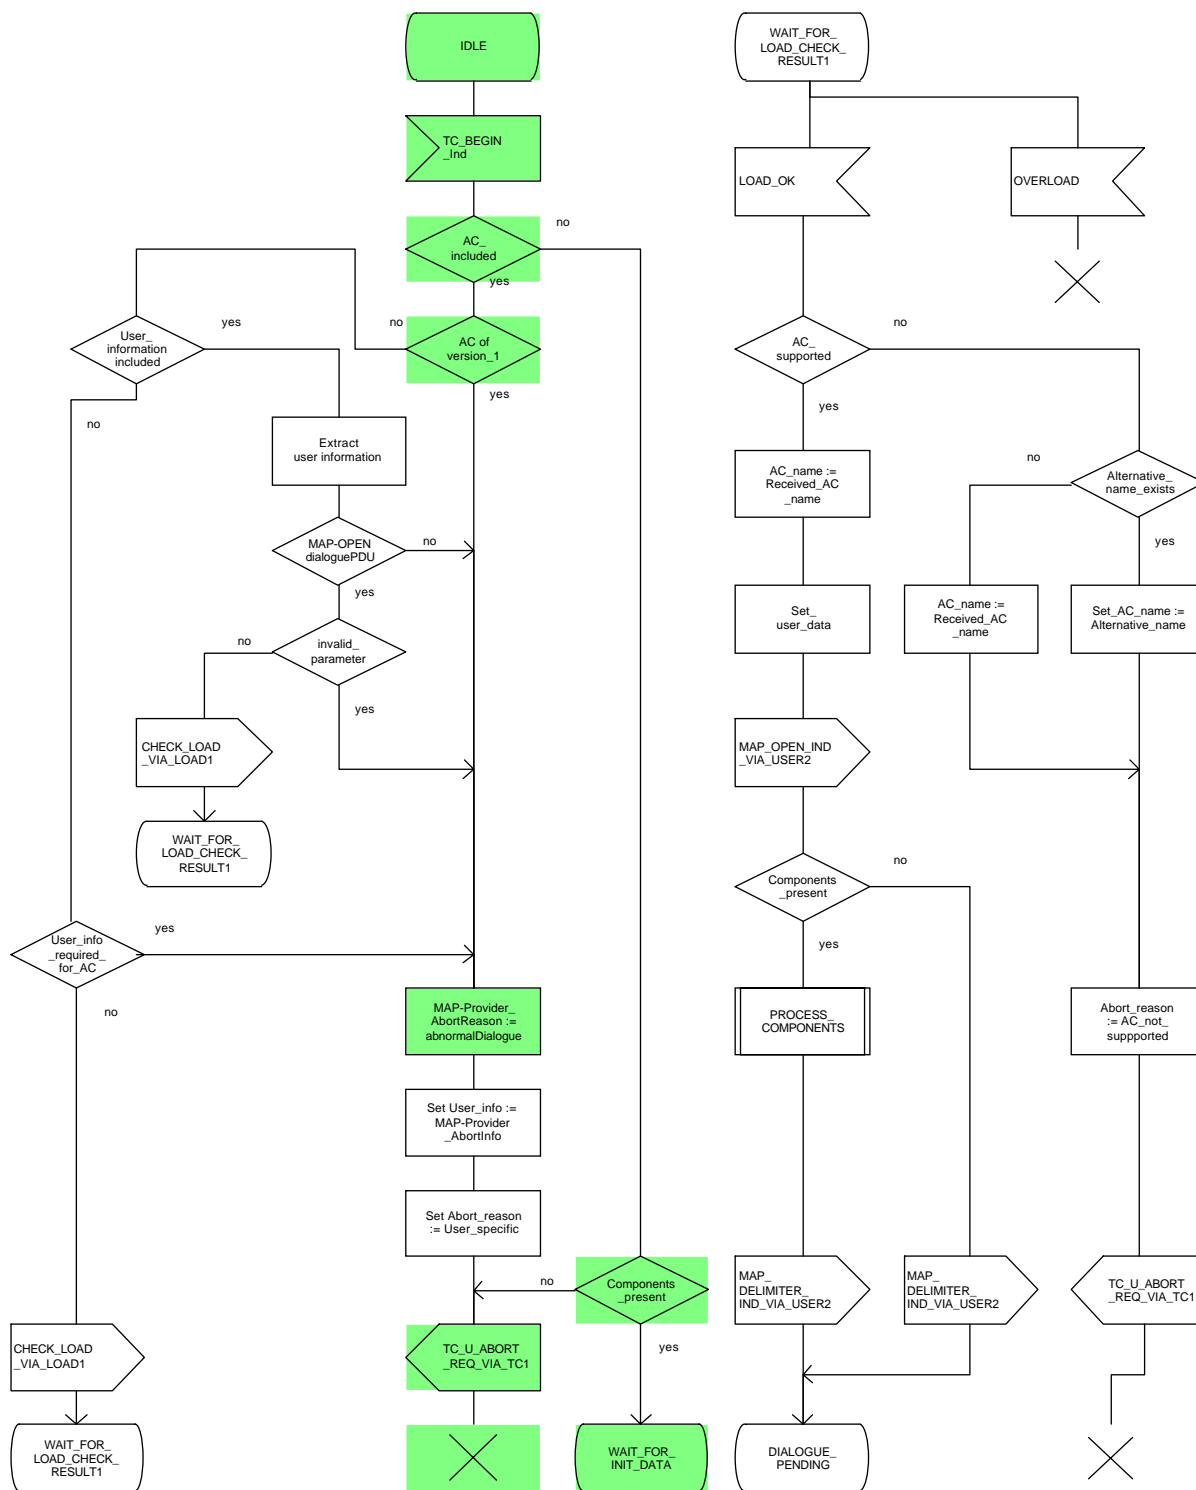 IDLE
TC_BEGIN
_Ind
AC_
included
no
yes
AC of
version_1
no
yes
User_
information
included
yes
no
Extract
user information
MAP-OPEN
dialoguePDU
no
yes
invalid_
parameter
no
yes
CHECK_LOAD
_VIA_LOAD1
WAIT_FOR_
LOAD_CHECK_
RESULT1
User_info
_required_
for_AC
yes
no
MAP-Provider_
AbortReason :=
abnormalDialogue
Set User_info :=
MAP-Provider
_AbortInfo
Set Abort_reason
:= User_specific
Components
_present
no
yes
TC_U_ABORT
_REQ_VIA_TC1
CHECK_LOAD
_VIA_LOAD1
WAIT_FOR_
LOAD_CHECK_
RESULT1
WAIT_FOR_
INIT_DATA
WAIT_FOR_
LOAD_CHECK_
RESULT1
LOAD_OK
OVERLOAD
AC_
supported
no
yes
AC_name :=
Received_AC
_name
Alternative_
name_exists
no
yes
Set_
user_data
AC_name :=
Received_AC
_name
Set_AC_name :=
Alternative_name
MAP_OPEN_IND
_VIA_USER2
Components
_present
no
yes
PROCESS_
COMPONENTS
Abort_reason
:= AC_not_
suppported
MAP_
DELIMITER_
IND_VIA_USER2
MAP_
DELIMITER_
IND_VIA_USER2
TC_U_ABORT
_REQ_VIA_TC1
DIALOGUE_
PENDING